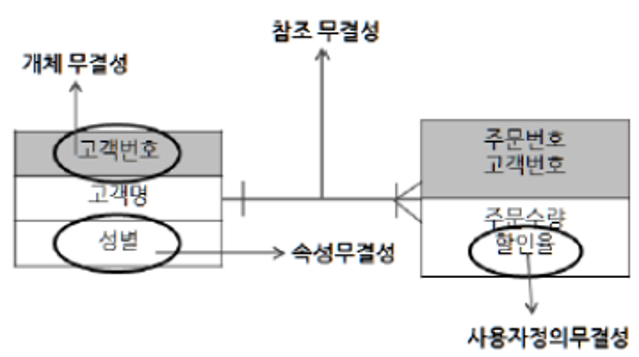 참조 무결성
개체 무결성
고객번호
고객명
성별
속성무결성
주문번호
고객번호
주문수량
할인율
사용자정의무결성